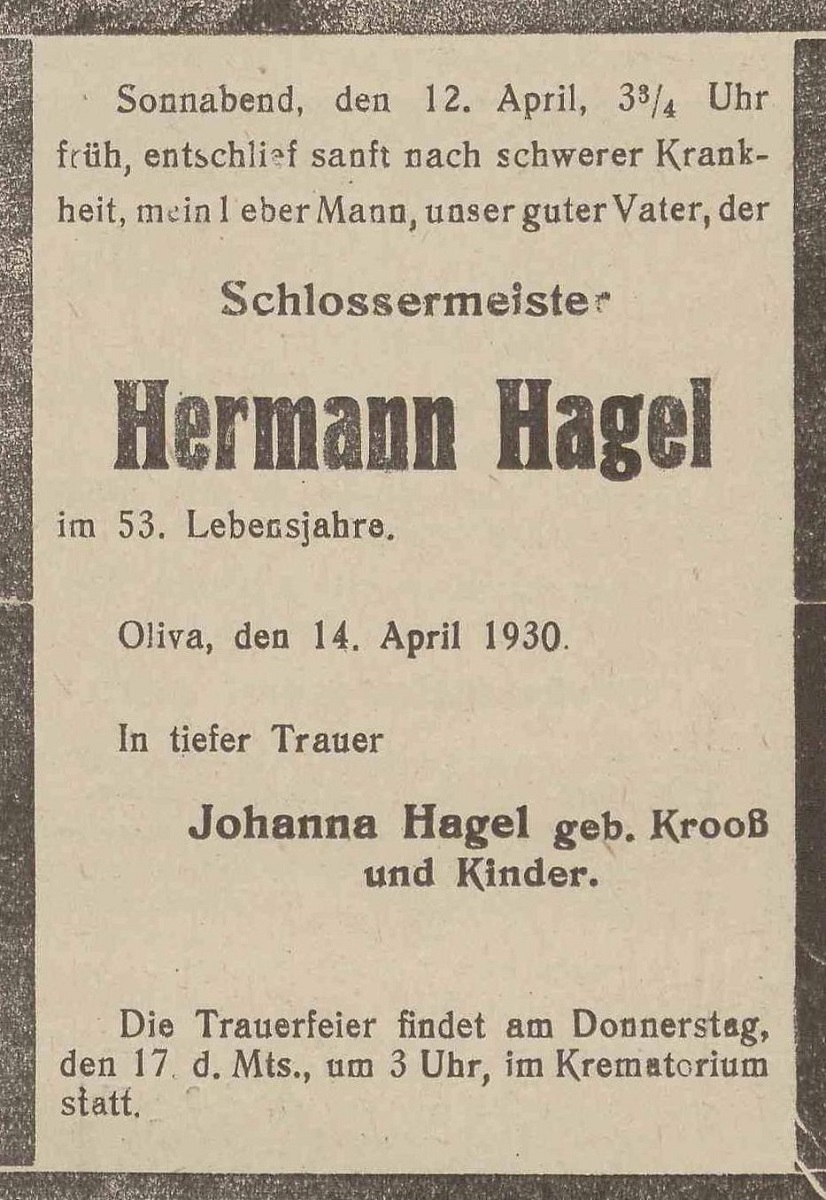 Sonnabend, den 12. April, 3³/₄ Uhr
früh, entschlief sanft nach schwerer Krank-
heit, mein lieber Mann, unser guter Vater, der
Schlossermeister
Hermann Hagel
im 53. Lebensjahre.
Oliva, den 14. April 1930.
In tiefer Trauer
Johanna Hagel geb. Krooß
und Kinder.
Die Trauerfeier findet am Donnerstag,
den 17. d. Mts., um 3 Uhr, im Krematorium
statt.